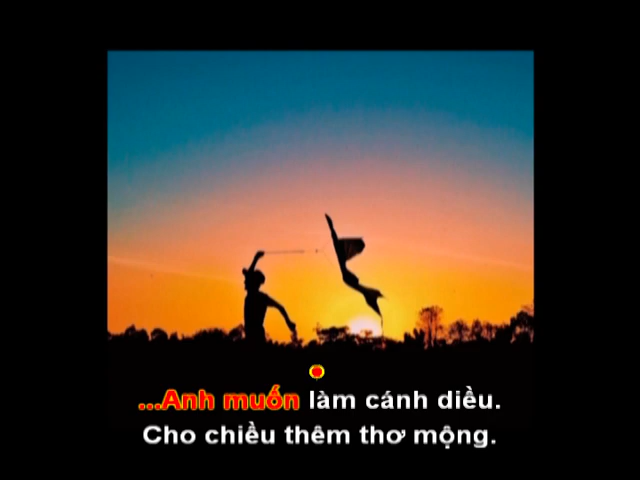 ...Anh muốn làm cánh diều.
Cho chiều thêm thơ mộng.